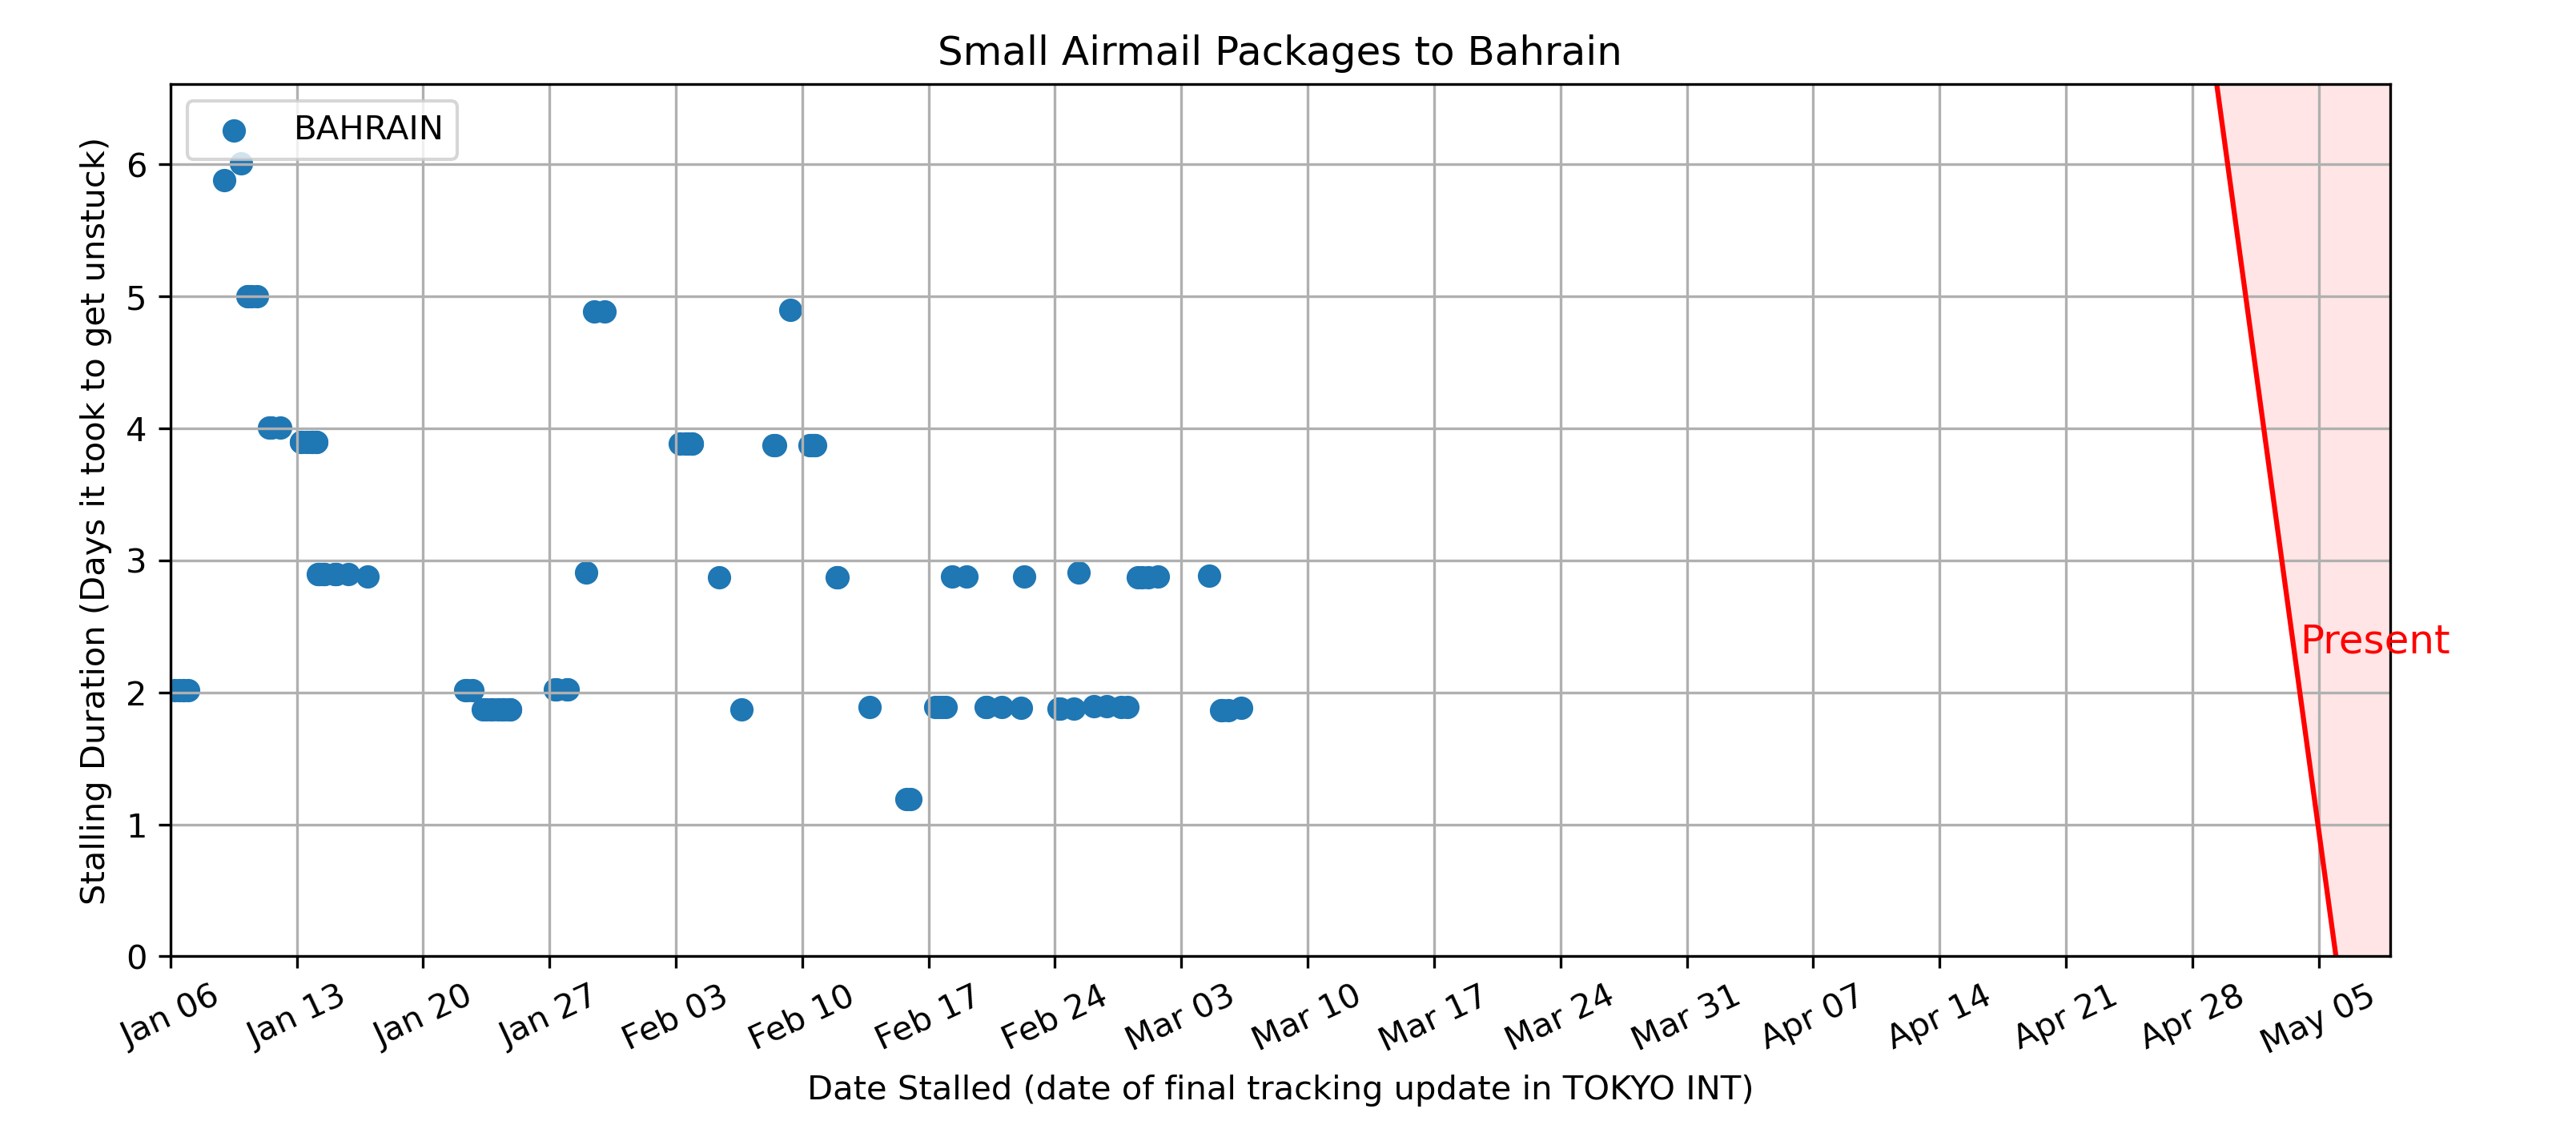 Small Airmail Packages to Bahrain
BAHRAIN
Stalling Duration (Days it took to get unstuck)
6
5
4
3
2
1
0
Present
Jan 06
Jan 13
Jan 20
Jan 27
Feb 03
Feb 10
Feb 17
Feb 24
Mar 03
Mar 10
Mar 17
Mar 24
Mar 31
Apr 07
Apr 14
Apr 21
Apr 28
May 05
Date Stalled (date of final tracking update in TOKYO INT)